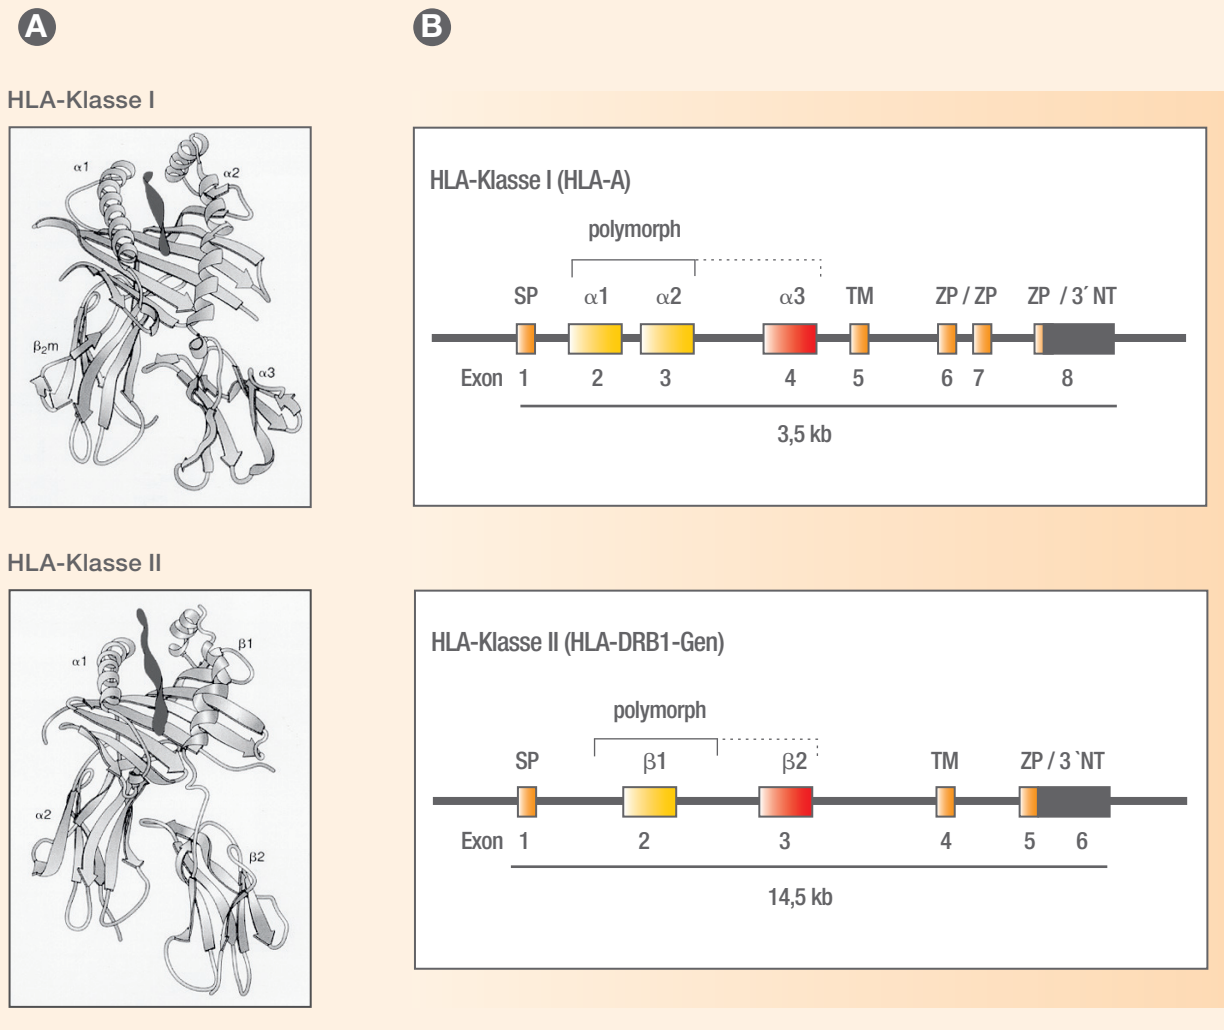 A
HLA-Klasse I
α1
α2
β2m
α3
HLA-Klasse II
α1
β1
α2
β2
B
HLA-Klasse I (HLA-A)
polymorph
SP α1 α2 α3 TM ZP / ZP ZP / 3´ NT
Exon 1 2 3 4 5 6 7 8
3,5 kb
HLA-Klasse II (HLA-DRB1-Gen)
polymorph
SP β1 β2 TM ZP / 3 `NT
Exon 1 2 3 4 5 6
14,5 kb